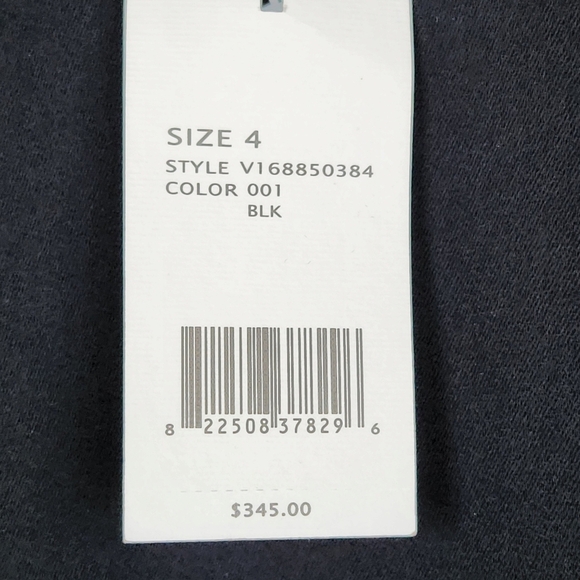 SIZE 4
STYLE V168850384
COLOR 001
BLK
8 22508 37829 6
$345.00